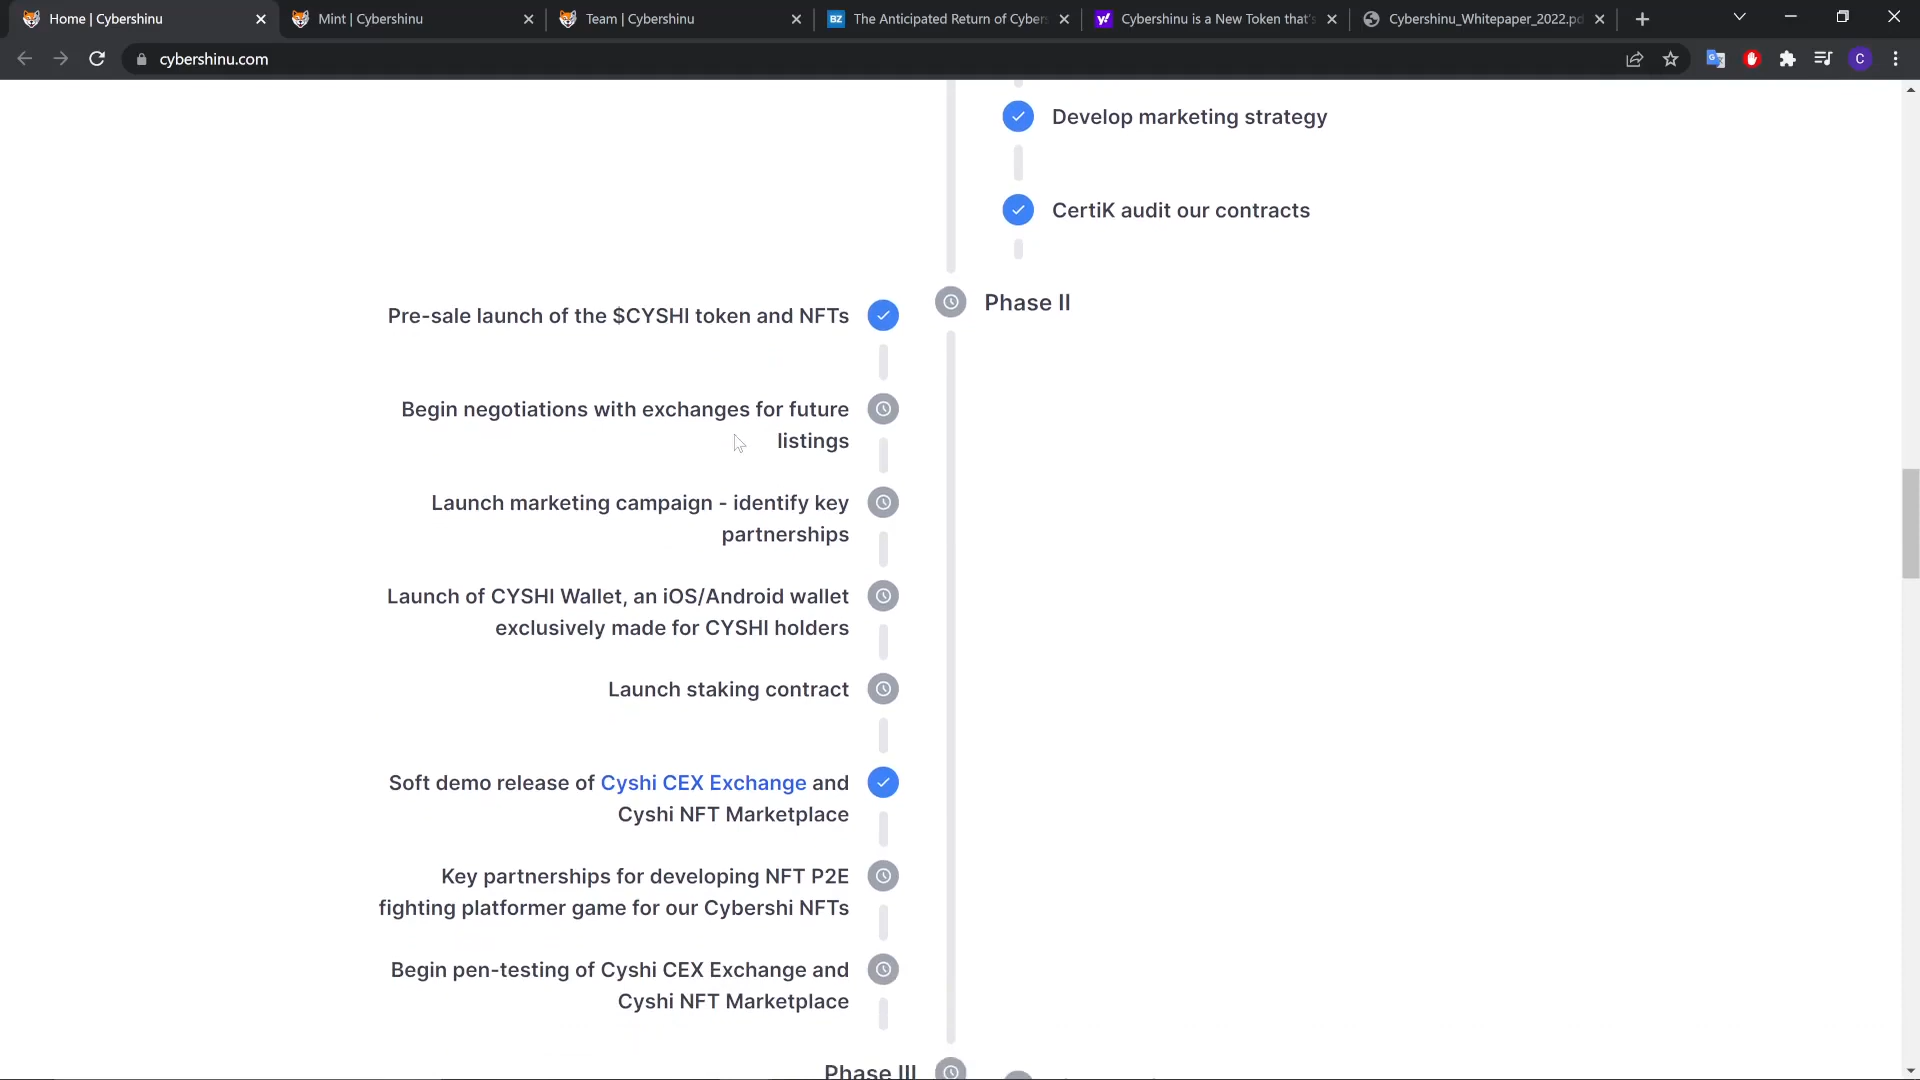 Home | Cybershinu
Mint | Cybershinu
Team | Cybershinu
BZ
The Anticipated Return of Cybers
y!
Cybershinu is a New Token that's
Cybershinu_Whitepaper_2022.pd
cybershinu.com
C
Develop marketing strategy
CertiK audit our contracts
Phase II
Pre-sale launch of the $CYSHI token and NFTs
Begin negotiations with exchanges for future
listings
Launch marketing campaign - identify key
partnerships
Launch of CYSHI Wallet, an iOS/Android wallet
exclusively made for CYSHI holders
Launch staking contract
Soft demo release of Cyshi CEX Exchange and
Cyshi NFT Marketplace
Key partnerships for developing NFT P2E
fighting platformer game for our Cybershi NFTs
Begin pen-testing of Cyshi CEX Exchange and
Cyshi NFT Marketplace
Phase III